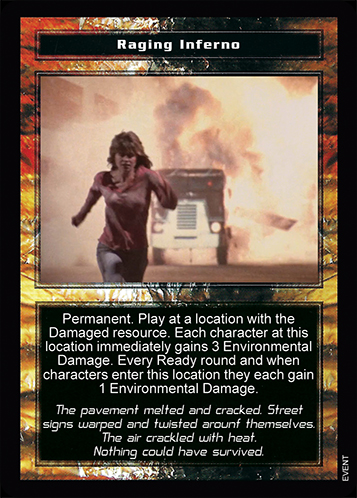 Raging Inferno
Permanent. Play at a location with the
Damaged resource. Each character at this
location immediately gains 3 Environmental
Damage. Every Ready round and when
characters enter this location they each gain
1 Environmental Damage.
The pavement melted and cracked. Street
signs warped and twisted arount themselves.
The air crackled with heat.
Nothing could have survived.
EVENT